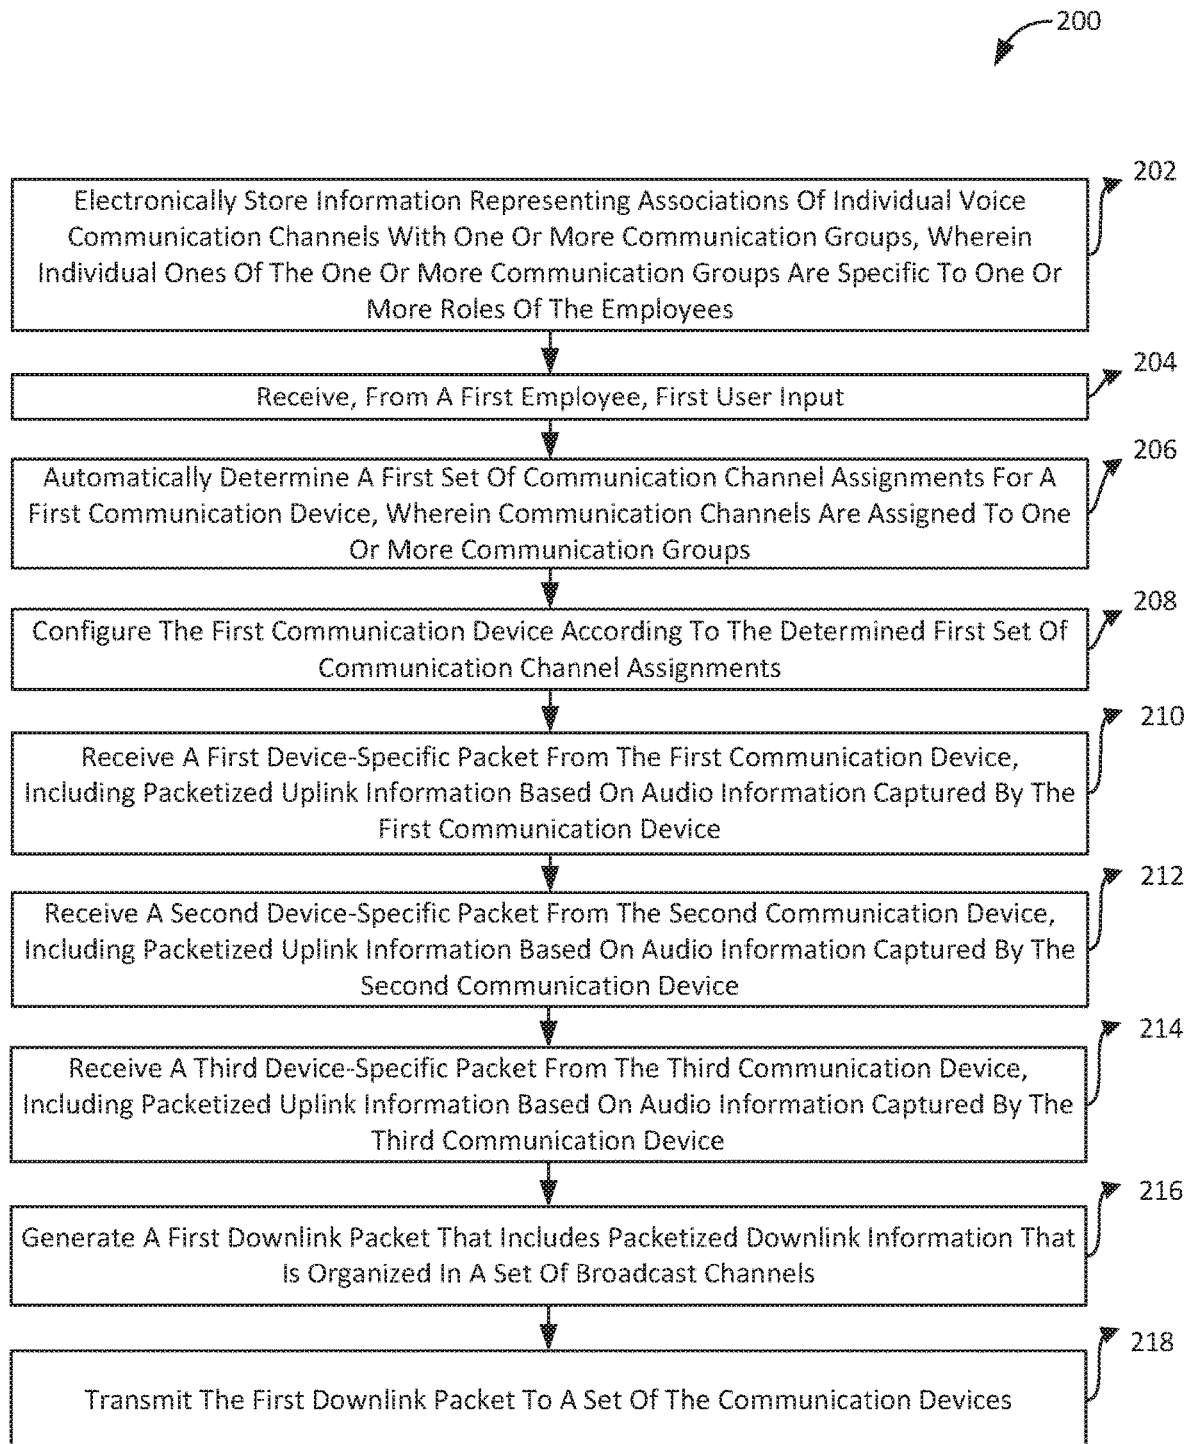 200
202
Electronically Store Information Representing Associations Of Individual Voice
Communication Channels With One Or More Communication Groups, Wherein
Individual Ones Of The One Or More Communication Groups Are Specific To One Or
More Roles Of The Employees
204
Receive, From A First Employee, First User Input
206
Automatically Determine A First Set Of Communication Channel Assignments For A
First Communication Device, Wherein Communication Channels Are Assigned To One
Or More Communication Groups
208
Configure The First Communication Device According To The Determined First Set Of
Communication Channel Assignments
210
Receive A First Device-Specific Packet From The First Communication Device,
Including Packetized Uplink Information Based On Audio Information Captured By The
First Communication Device
212
Receive A Second Device-Specific Packet From The Second Communication Device,
Including Packetized Uplink Information Based On Audio Information Captured By The
Second Communication Device
214
Receive A Third Device-Specific Packet From The Third Communication Device,
Including Packetized Uplink Information Based On Audio Information Captured By The
Third Communication Device
216
Generate A First Downlink Packet That Includes Packetized Downlink Information That
Is Organized In A Set Of Broadcast Channels
218
Transmit The First Downlink Packet To A Set Of The Communication Devices